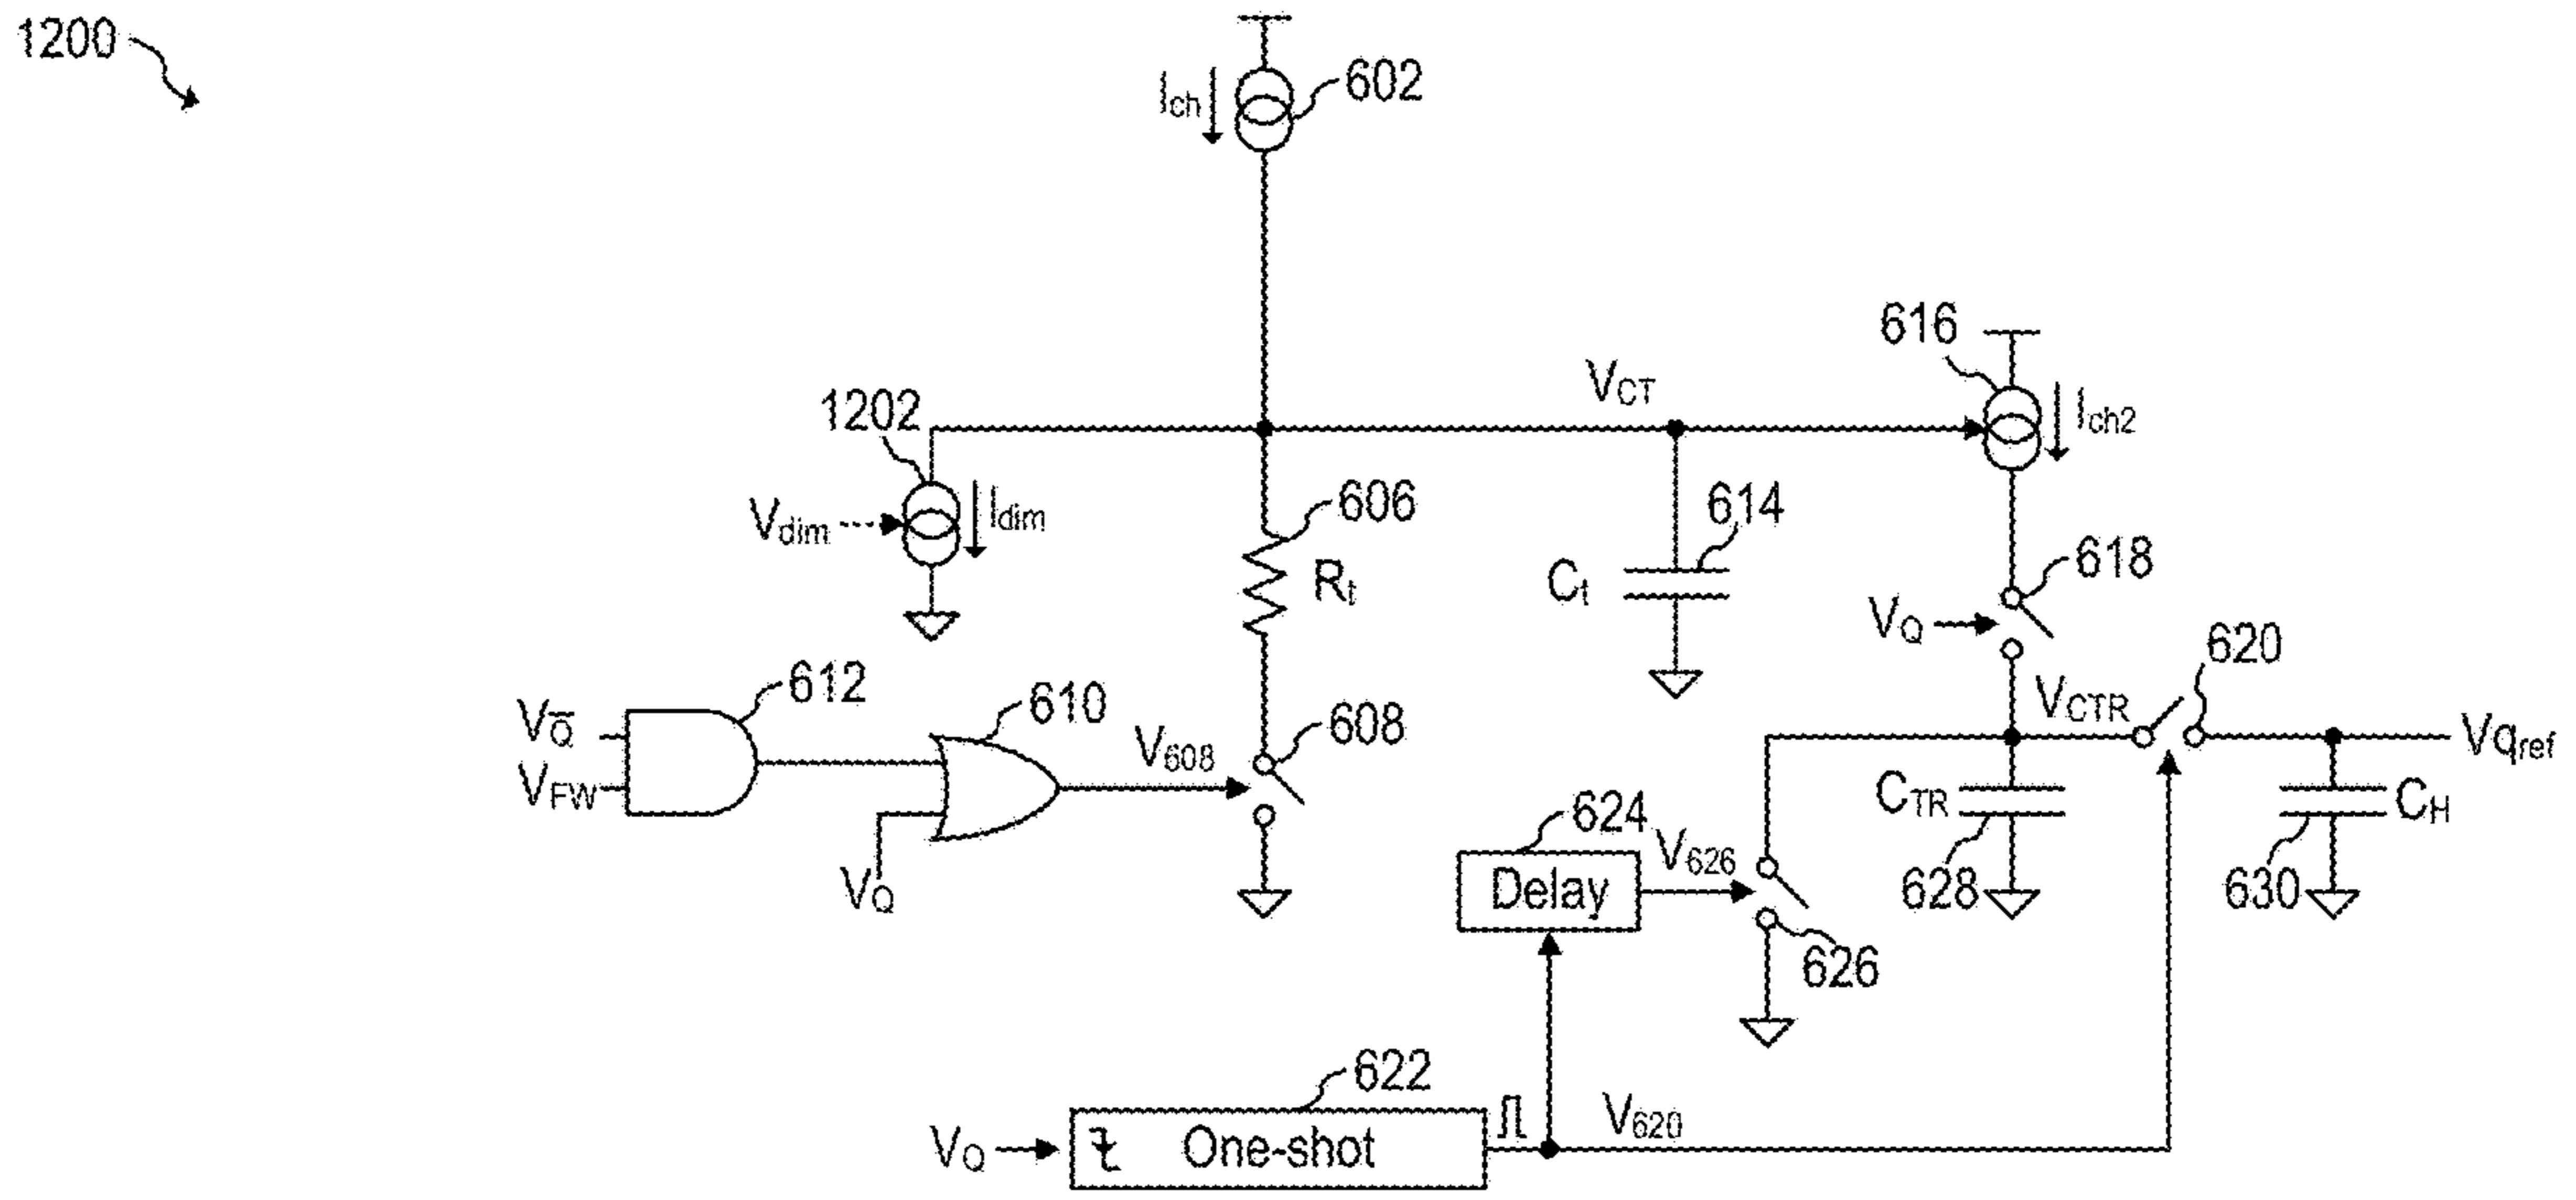 1200
Ich
602
616
VCT
Ich2
1202
Vdim
Idim
606
Rt
614
Ct
618
VQ
620
612
VQ̅
VFW
610
V608
608
VCTR
Vqref
CTR
CH
VQ
624
Delay
V626
628
630
626
622
VQ
One-shot
V620